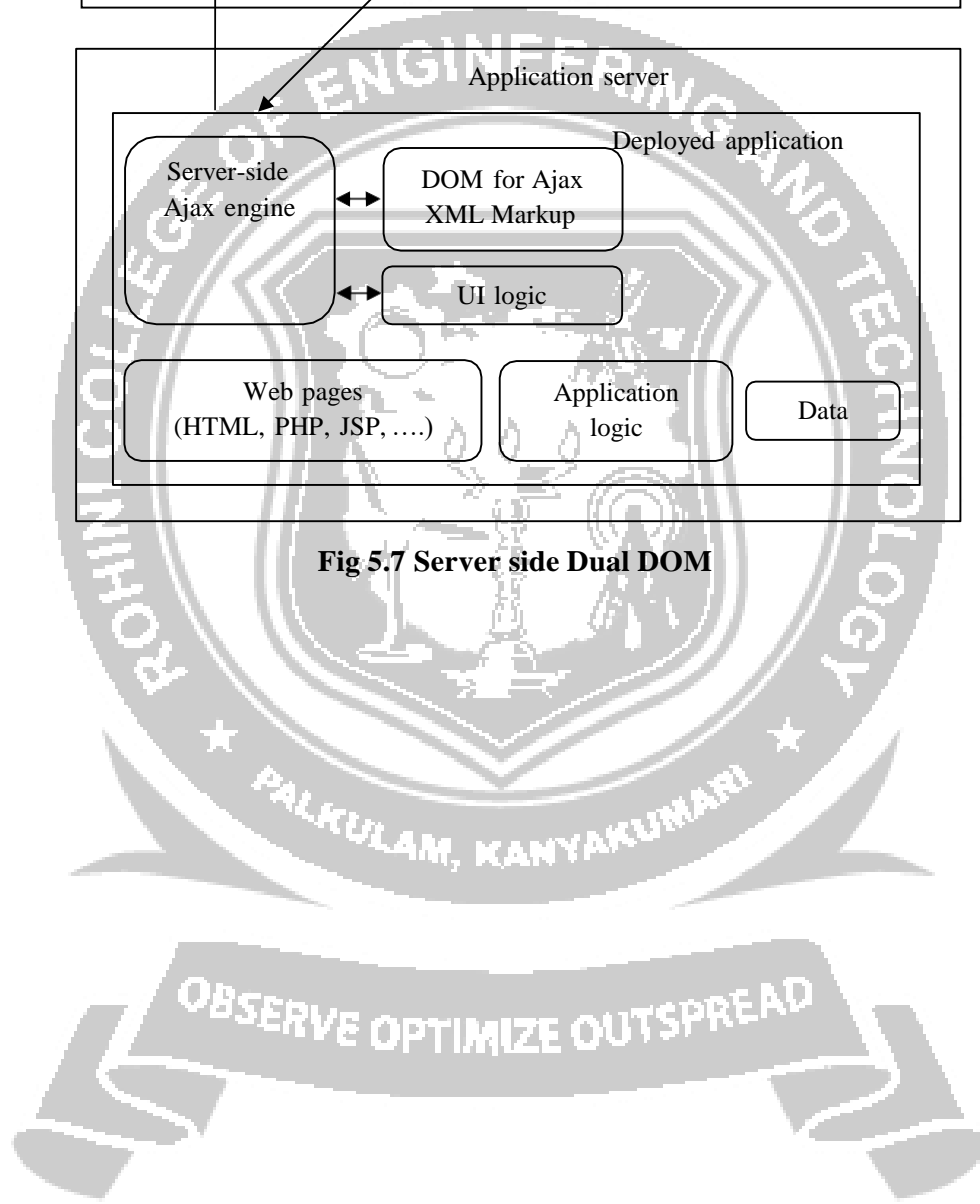 Application server
Deployed application
Server-side
Ajax engine
DOM for Ajax
XML Markup
UI logic
Web pages
(HTML, PHP, JSP, ….)
Application
logic
Data
Fig 5.7 Server side Dual DOM
ROHINI COLLEGE OF ENGINEERING AND TECHNOLOGY
PALKULAM, KANYAKUMARI
OBSERVE OPTIMIZE OUTSPREAD